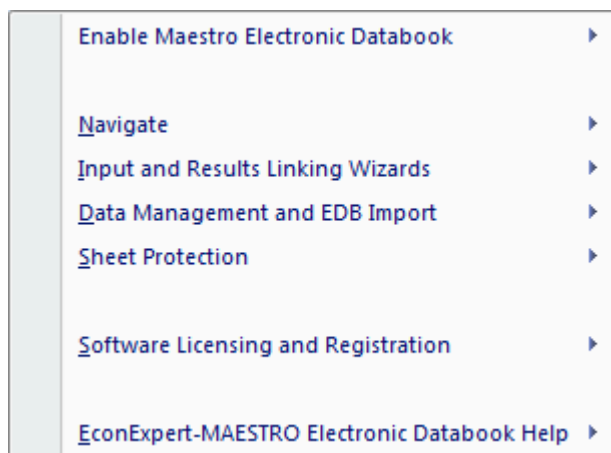 Enable Maestro Electronic Databook
Navigate
Input and Results Linking Wizards
Data Management and EDB Import
Sheet Protection
Software Licensing and Registration
EconExpert-MAESTRO Electronic Databook Help